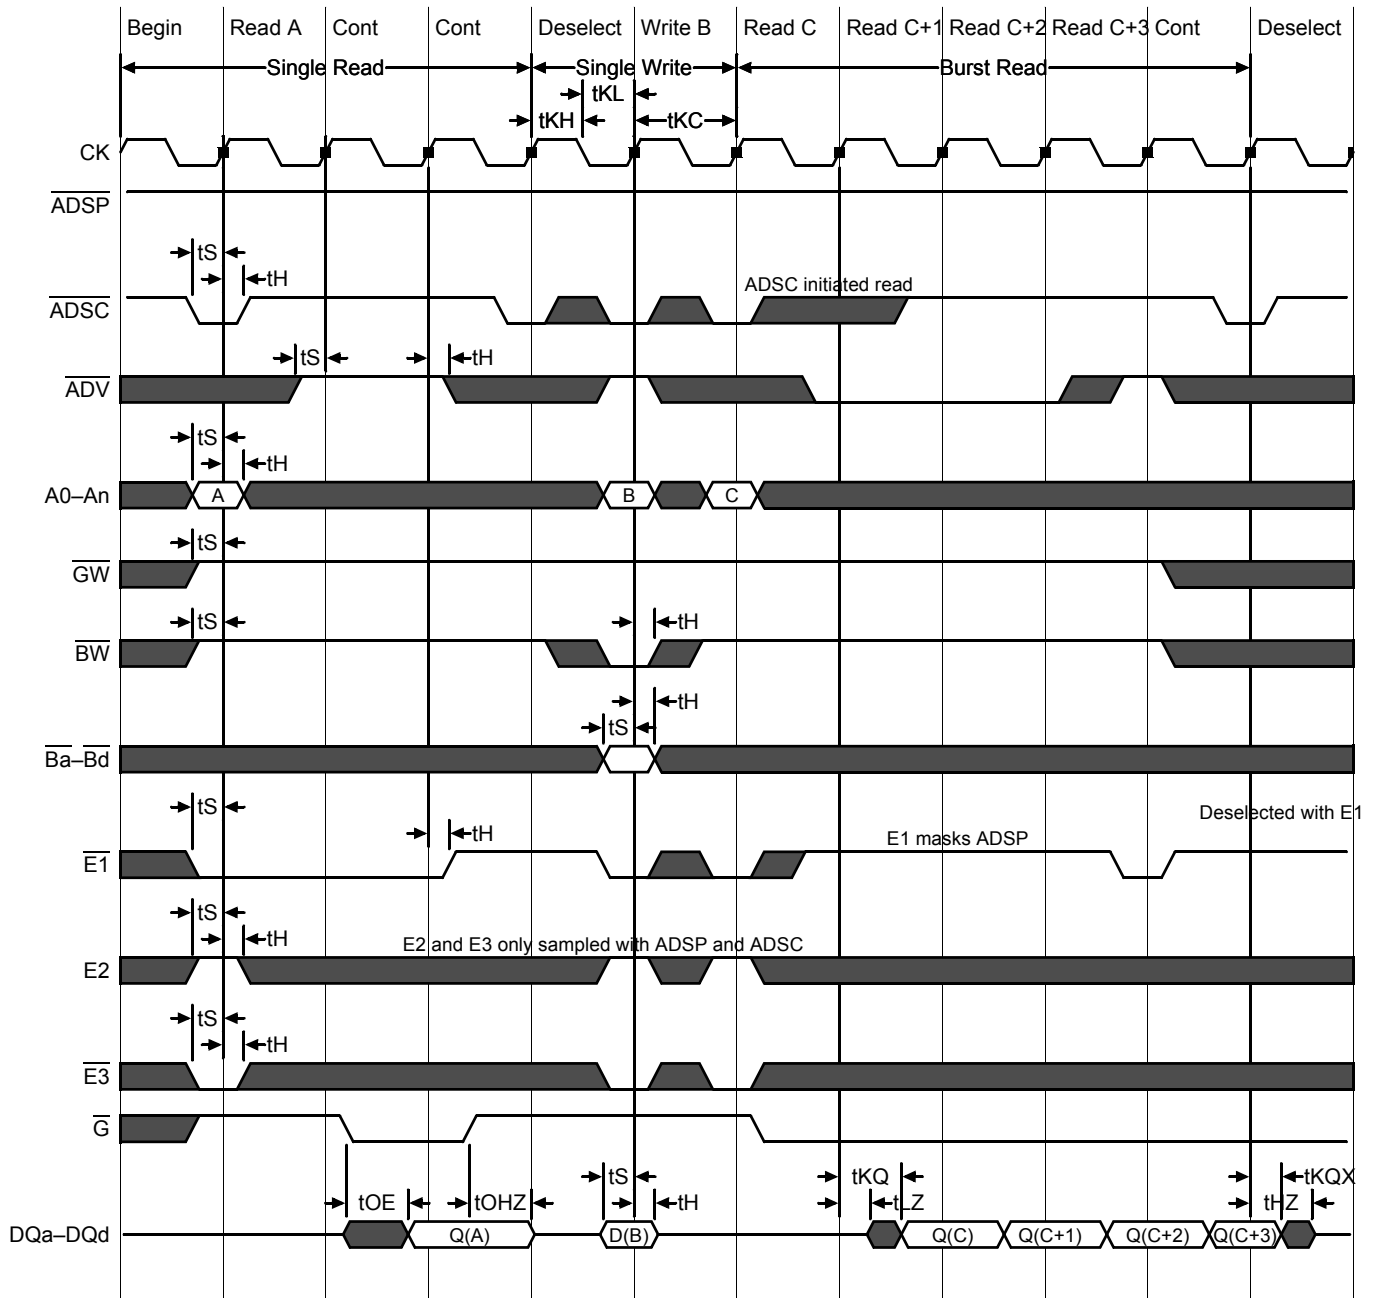 Begin Read A Cont Cont Deselect Write B Read C Read C+1 Read C+2 Read C+3 Cont Deselect
Single Read Single Write Burst Read
tKL
tKH tKC
CK
ADSP
tS
tH
ADSC initiated read
ADSC
tS tH
ADV
tS
tH
A0–An A B C
tS
GW
tS tH
BW
tH
tS
Ba–Bd
tS
Deselected with E1
tH
E1 masks ADSP
E1
tS
tH
E2 and E3 only sampled with ADSP and ADSC
E2
tS
tH
E3
G
tS tKQ tKQX
tOE tOHZ tH tLZ tHZ
DQa–DQd Q(A) D(B) Q(C) Q(C+1) Q(C+2) Q(C+3)